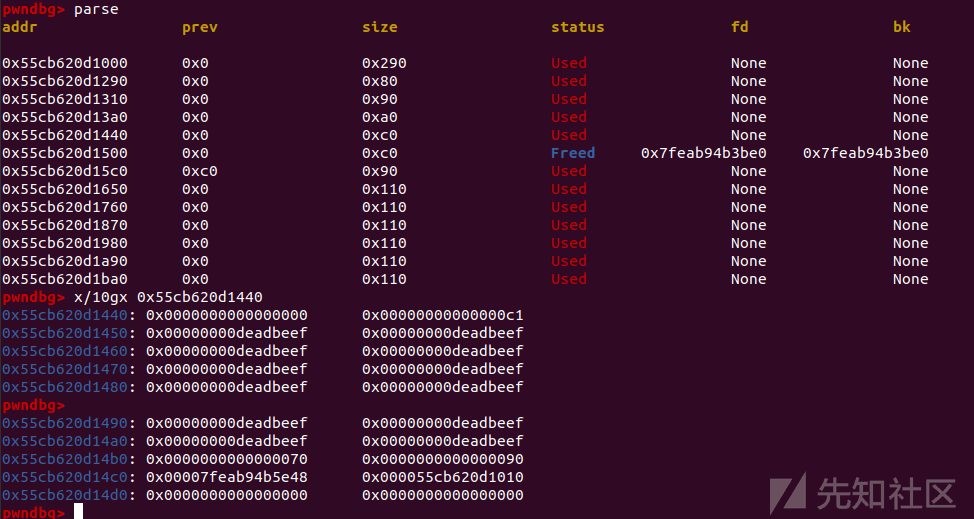 pwndbg> parse
addr prev size status fd bk
0x55cb620d1000 0x0 0x290 Used None None
0x55cb620d1290 0x0 0x80 Used None None
0x55cb620d1310 0x0 0x90 Used None None
0x55cb620d13a0 0x0 0xa0 Used None None
0x55cb620d1440 0x0 0xc0 Used None None
0x55cb620d1500 0x0 0xc0 Freed 0x7feab94b3be0 0x7feab94b3be0
0x55cb620d15c0 0xc0 0x90 Used None None
0x55cb620d1650 0x0 0x110 Used None None
0x55cb620d1760 0x0 0x110 Used None None
0x55cb620d1870 0x0 0x110 Used None None
0x55cb620d1980 0x0 0x110 Used None None
0x55cb620d1a90 0x0 0x110 Used None None
0x55cb620d1ba0 0x0 0x110 Used None None
pwndbg> x/10gx 0x55cb620d1440
0x55cb620d1440: 0x0000000000000000 0x00000000000000c1
0x55cb620d1450: 0x00000000deadbeef 0x00000000deadbeef
0x55cb620d1460: 0x00000000deadbeef 0x00000000deadbeef
0x55cb620d1470: 0x00000000deadbeef 0x00000000deadbeef
0x55cb620d1480: 0x00000000deadbeef 0x00000000deadbeef
pwndbg>
0x55cb620d1490: 0x00000000deadbeef 0x00000000deadbeef
0x55cb620d14a0: 0x00000000deadbeef 0x00000000deadbeef
0x55cb620d14b0: 0x0000000000000070 0x0000000000000090
0x55cb620d14c0: 0x00007feab94b5e48 0x000055cb620d1010
0x55cb620d14d0: 0x0000000000000000 0x0000000000000000
pwndbg>
先知社区